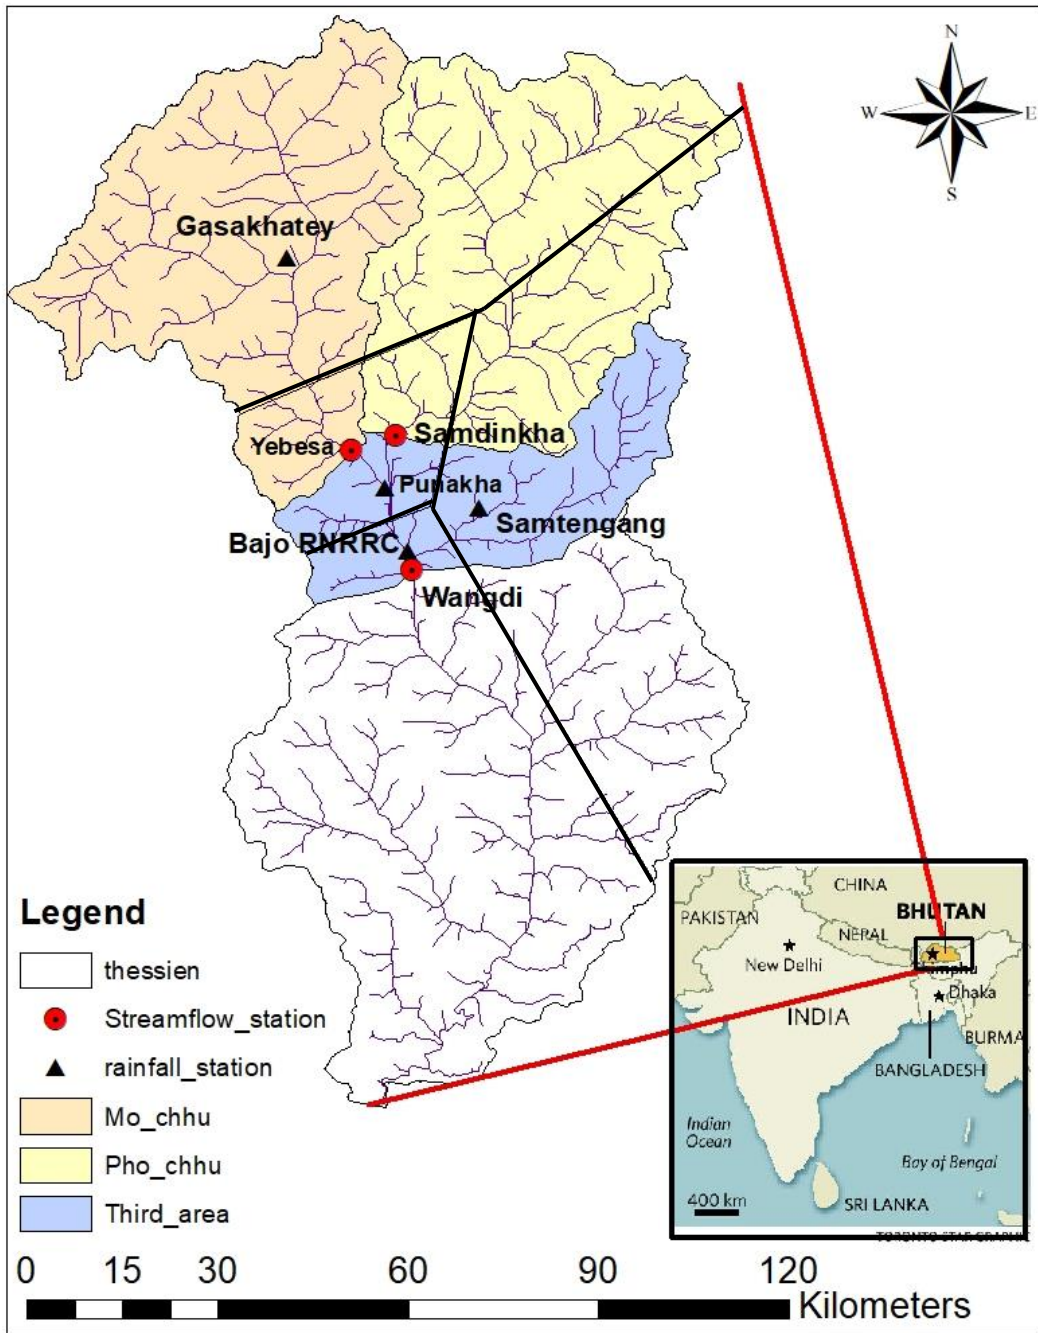 N
W
E
S
Gasakhatey
Yebesa
Samdinkha
Punakha
Samtengang
Bajo RNRRC
Wangdi
Legend
thessien
Streamflow_station
rainfall_station
Mo_chhu
Pho_chhu
Third_area
0 15 30 60 90 120
Kilometers
CHINA
PAKISTAN
BHUTAN
NEPAL
New Delhi
Thimphu
Dhaka
INDIA
BURMA
BANGLADESH
Indian
Ocean
Bay of Bengal
400 km
SRI LANKA
TORONTO STAR GRAPHIC